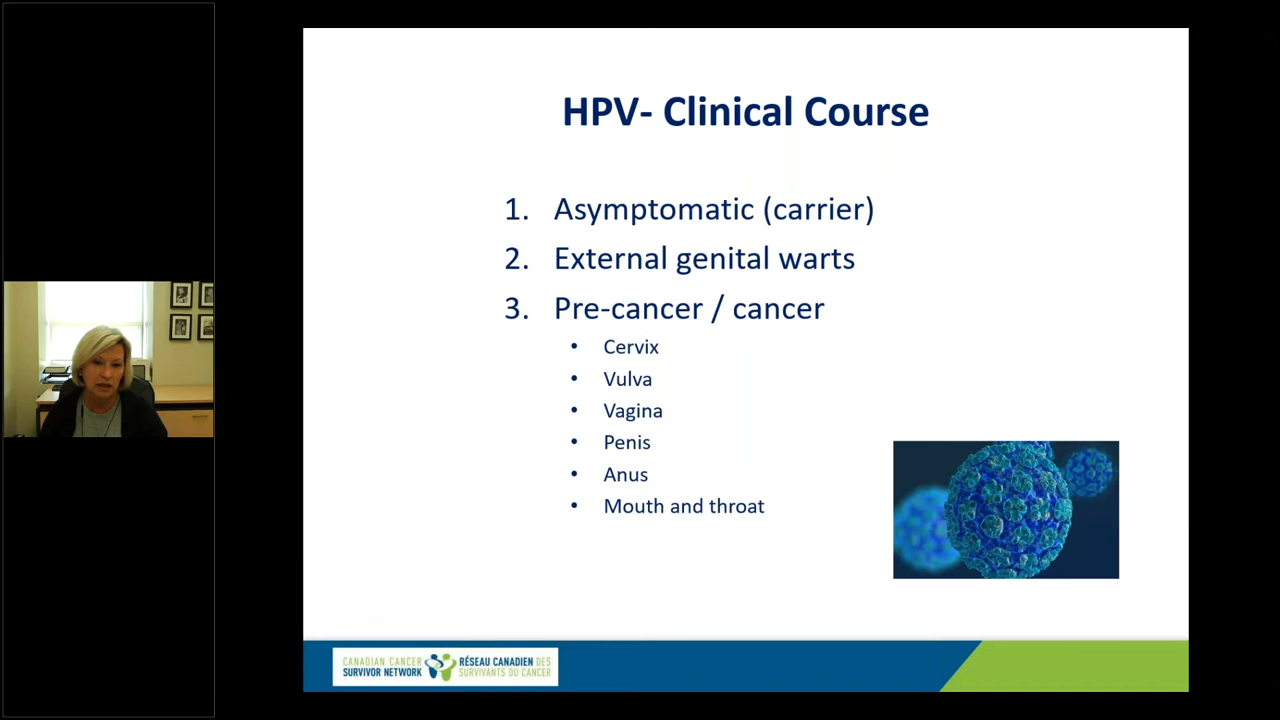 HPV- Clinical Course
1. Asymptomatic (carrier)
2. External genital warts
3. Pre-cancer / cancer
• Cervix
• Vulva
• Vagina
• Penis
• Anus
• Mouth and throat
CANADIAN CANCER
SURVIVOR NETWORK
RÉSEAU CANADIEN DES
SURVIVANTS DU CANCER